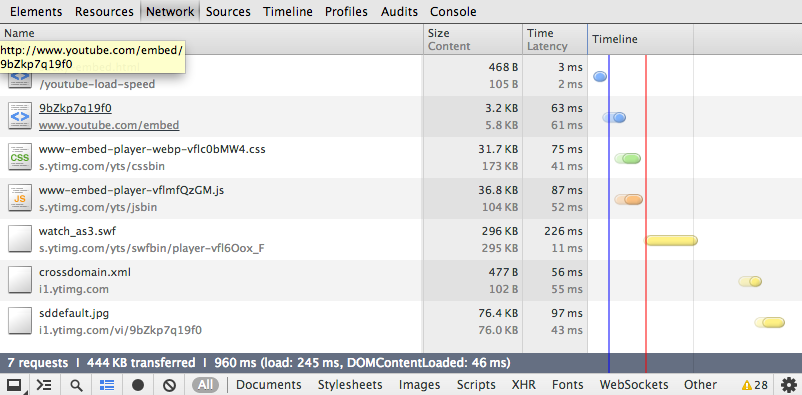 Elements Resources Network Sources Timeline Profiles Audits Console
Name Size Content Time Latency Timeline
http://www.youtube.com/embed/
9bZkp7q19f0
468 B 3 ms
/youtube-load-speed 105 B 2 ms
9bZkp7q19f0 3.2 KB 63 ms
www.youtube.com/embed 5.8 KB 61 ms
www-embed-player-webp-vflc0bMW4.css 31.7 KB 75 ms
CSS s.ytimg.com/yts/cssbin 173 KB 41 ms
www-embed-player-vflmfQzGM.js 36.8 KB 87 ms
JS s.ytimg.com/yts/jsbin 104 KB 52 ms
watch_as3.swf 296 KB 226 ms
s.ytimg.com/yts/swfbin/player-vfl6Oox_F 295 KB 11 ms
crossdomain.xml 477 B 56 ms
i1.ytimg.com 102 B 55 ms
sddefault.jpg 76.4 KB 97 ms
i1.ytimg.com/vi/9bZkp7q19f0 76.0 KB 43 ms
7 requests | 444 KB transferred | 960 ms (load: 245 ms, DOMContentLoaded: 46 ms)
All Documents Stylesheets Images Scripts XHR Fonts WebSockets Other 28